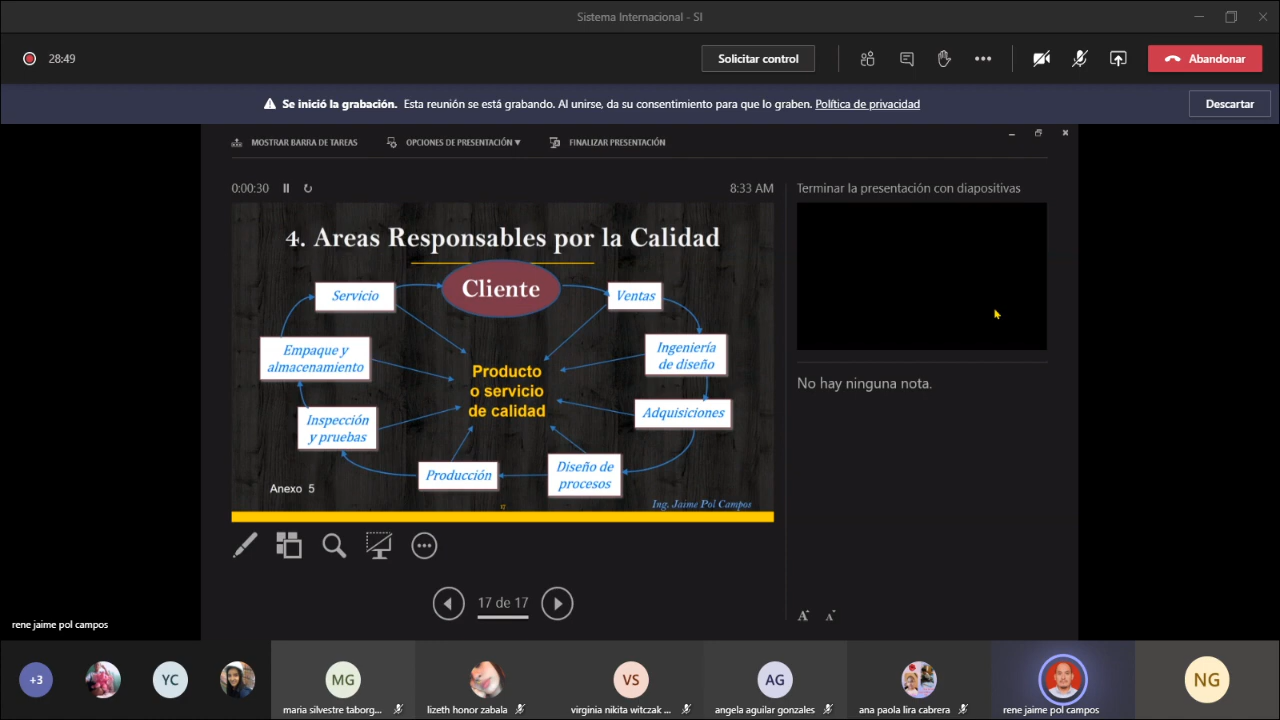 Sistema Internacional - SI
28:49
Solicitar control
Abandonar
Se inició la grabación. Esta reunión se está grabando. Al unirse, da su consentimiento para que lo graben. Política de privacidad
Descartar
MOSTRAR BARRA DE TAREAS
OPCIONES DE PRESENTACIÓN
FINALIZAR PRESENTACIÓN
0:00:30
8:33 AM
Terminar la presentación con diapositivas
4. Areas Responsables por la Calidad
Cliente
Servicio
Ventas
Empaque y
almacenamiento
Ingeniería
de diseño
Producto
o servicio
de calidad
Inspección
y pruebas
Adquisiciones
Producción
Diseño de
procesos
Anexo 5
17
Ing. Jaime Pol Campos
No hay ninguna nota.
17 de 17
A A
rene jaime pol campos
+3
YC
MG
VS
AG
NG
maria silvestre taborg...
lizeth honor zabala
virginia nikita witczak ...
angela aguilar gonzales
ana paola lira cabrera
rene jaime pol campos